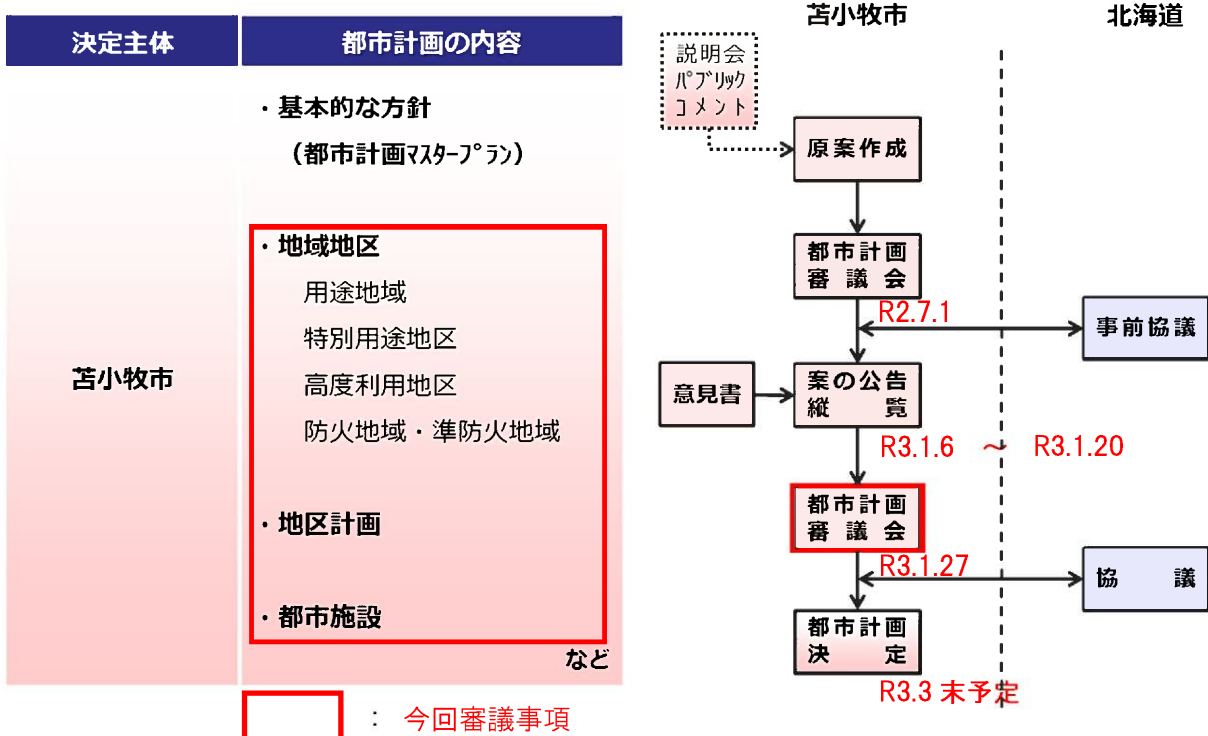 決定主体
都市計画の内容
苫小牧市
・基本的な方針
（都市計画ﾏｽﾀｰﾌﾟﾗﾝ）
・地域地区
用途地域
特別用途地区
高度利用地区
防火地域・準防火地域
・地区計画
・都市施設
など
： 今回審議事項
苫小牧市
北海道
説明会
ﾊﾟﾌﾞﾘｯｸ
コメント
原案作成
都市計画
審議会
R2.7.1
事前協議
意見書
案の公告
縦覧
R3.1.6 ～ R3.1.20
都市計画
審議会
R3.1.27
協議
都市計画
決定
R3.3 末予定